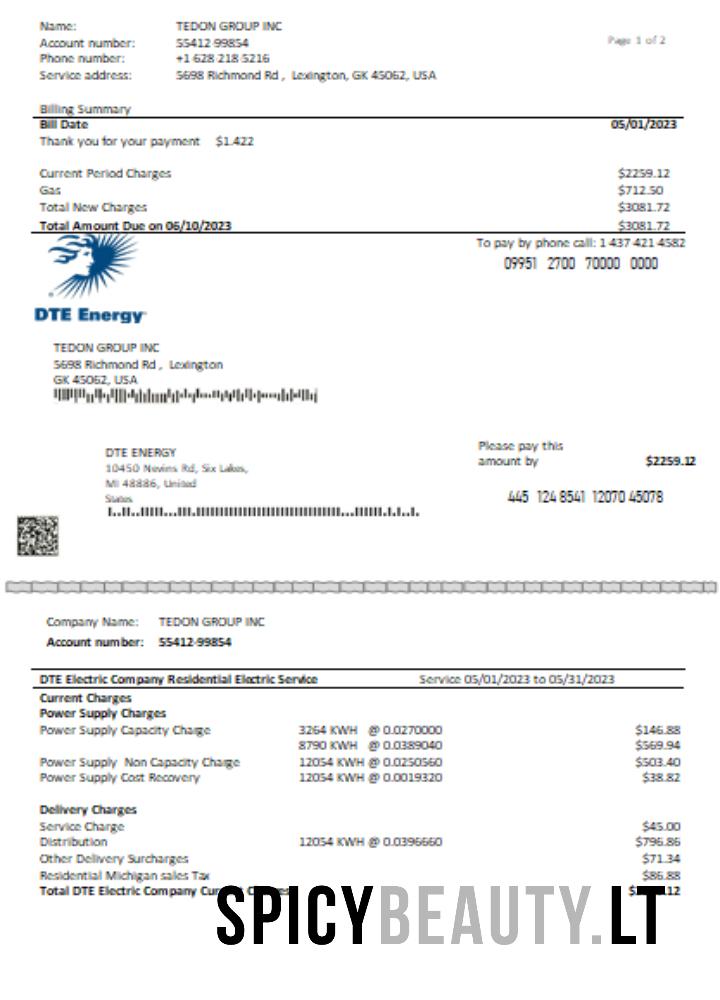 Name: TEDON GROUP INC
Account number: 55412-99854
Page 1 of 2
Phone number: +1 628 218 5216
Service address: 5698 Richmond Rd , Lexington, GK 45062, USA
Billing Summary
Bill Date 05/01/2023
Thank you for your payment $1.422
Current Period Charges $2259.12
Gas $712.50
Total New Charges $3081.72
Total Amount Due on 06/10/2023 $3081.72
To pay by phone call: 1 437 421 4582
09951 2700 70000 0000
DTE Energy
TEDON GROUP INC
5698 Richmond Rd , Lexington
GK 45062, USA
Please pay this
amount by $2259.12
DTE ENERGY
10450 Nevins Rd, Six Lakes,
MI 48886, United
States
445 124 8541 12070 45078
Company Name: TEDON GROUP INC
Account number: 55412-99854
DTE Electric Company Residential Electric Service Service 05/01/2023 to 05/31/2023
Current Charges
Power Supply Charges
Power Supply Capacity Charge 3264 KWH @ 0.0270000 $146.88
8790 KWH @ 0.0389040 $569.94
Power Supply Non Capacity Charge 12054 KWH @ 0.0250560 $503.40
Power Supply Cost Recovery 12054 KWH @ 0.0019320 $38.82
Delivery Charges
Service Charge $45.00
Distribution 12054 KWH @ 0.0396660 $796.86
Other Delivery Surcharges $71.34
Residential Michigan sales Tax $86.88
Total DTE Electric Company
SPICYBEAUTY.LT